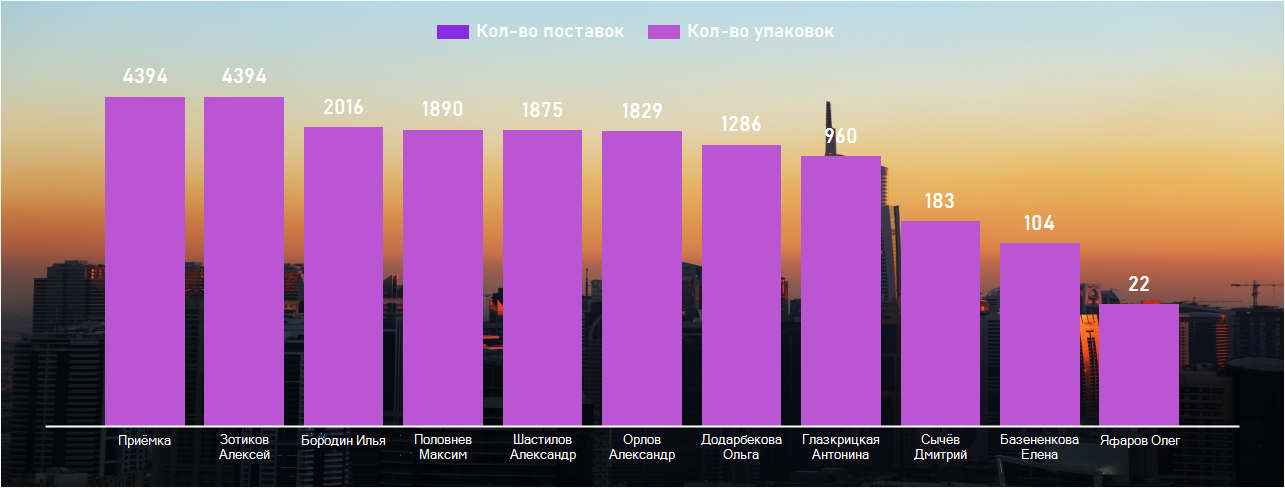 Кол-во поставок Кол-во упаковок
4394 4394 2016 1890 1875 1829 1286 960 183 104 22
Приёмка
Зотиков
Алексей
Бородин Илья
Половнев
Максим
Шастилов
Александр
Орлов
Александр
Додарбекова
Ольга
Глазкрицкая
Антонина
Сычёв
Дмитрий
Базененкова
Елена
Яфаров Олег